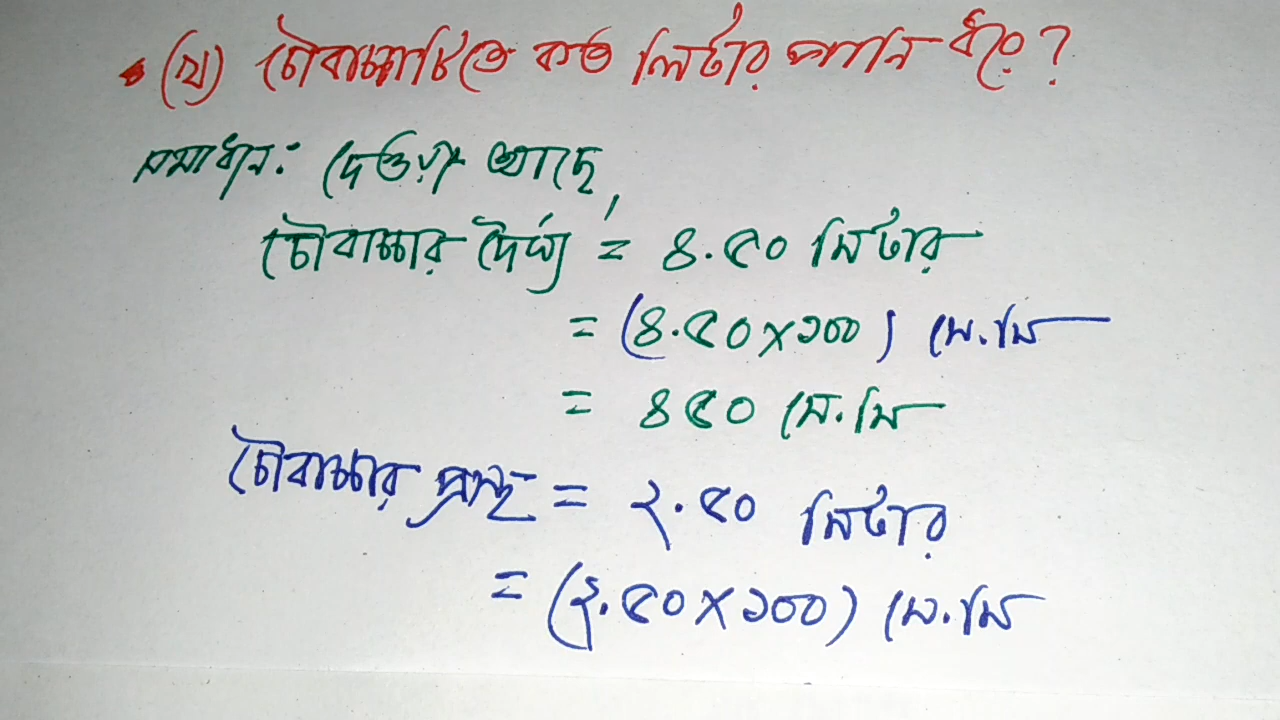 (খ) চৌবাচ্চাটিতে কত লিটার পানি ধরে?
সমাধান: দেওয়া আছে,
চৌবাচ্চার দৈর্ঘ্য = ৪.৫০ মিটার
= (৪.৫০×১০০) সে.মি
= ৪৫০ সে.মি
চৌবাচ্চার প্রস্থ = ২.৫০ মিটার
= (২.৫০×১০০) সে.মি